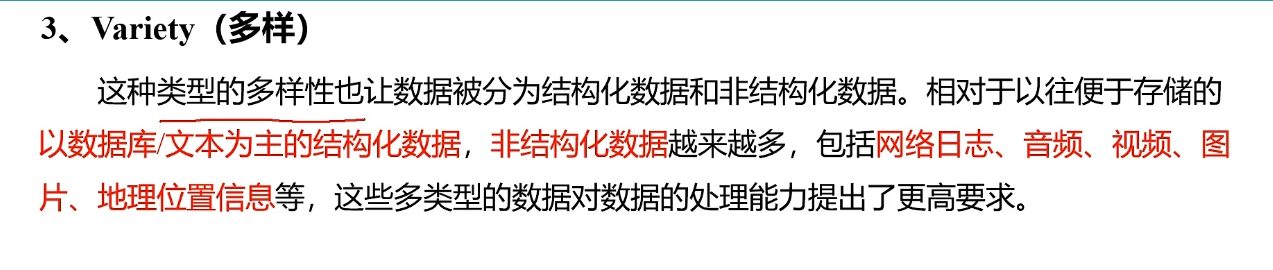 3、Variety（多样）
这种类型的多样性也让数据被分为结构化数据和非结构化数据。相对于以往便于存储的
以数据库/文本为主的结构化数据，非结构化数据越来越多，包括网络日志、音频、视频、图
片、地理位置信息等，这些多类型的数据对数据的处理能力提出了更高要求。